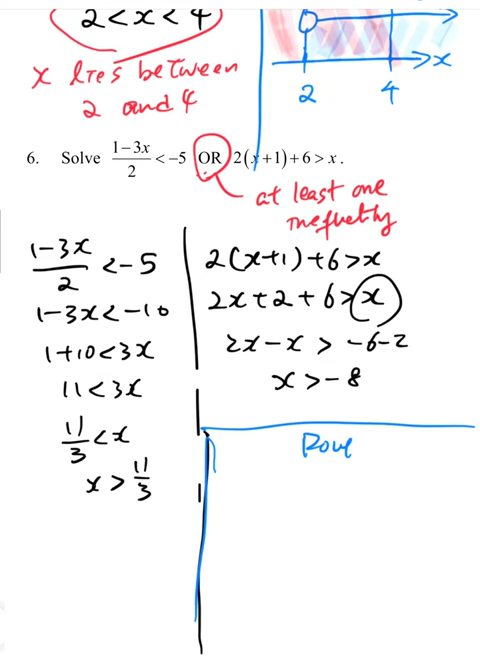 2 < x < 4
x lies between
2 and 4
x
2 4
6. Solve (1-3x)/2 < -5 OR 2(x+1)+6 > x.
at least one
inequality
(1-3x)/2 < -5
1-3x < -10
1+10 < 3x
11 < 3x
11/3 < x
x > 11/3
2(x+1)+6 > x
2x+2+6 > x
2x-x > -6-2
x > -8
Rough